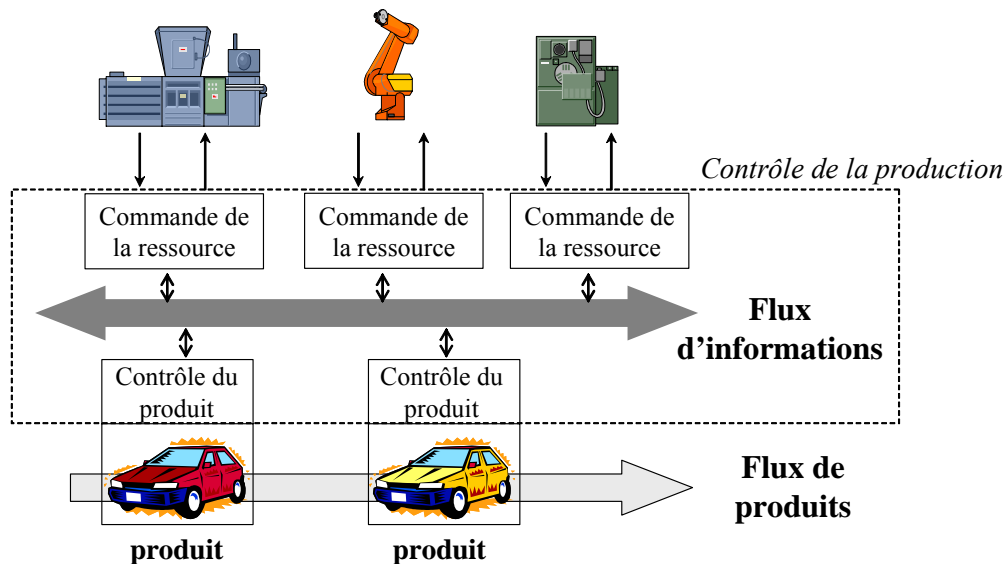 Contrôle de la production
Commande de
la ressource
Commande de
la ressource
Commande de
la ressource
Flux
d’informations
Contrôle du
produit
Contrôle du
produit
Flux de
produits
produit
produit